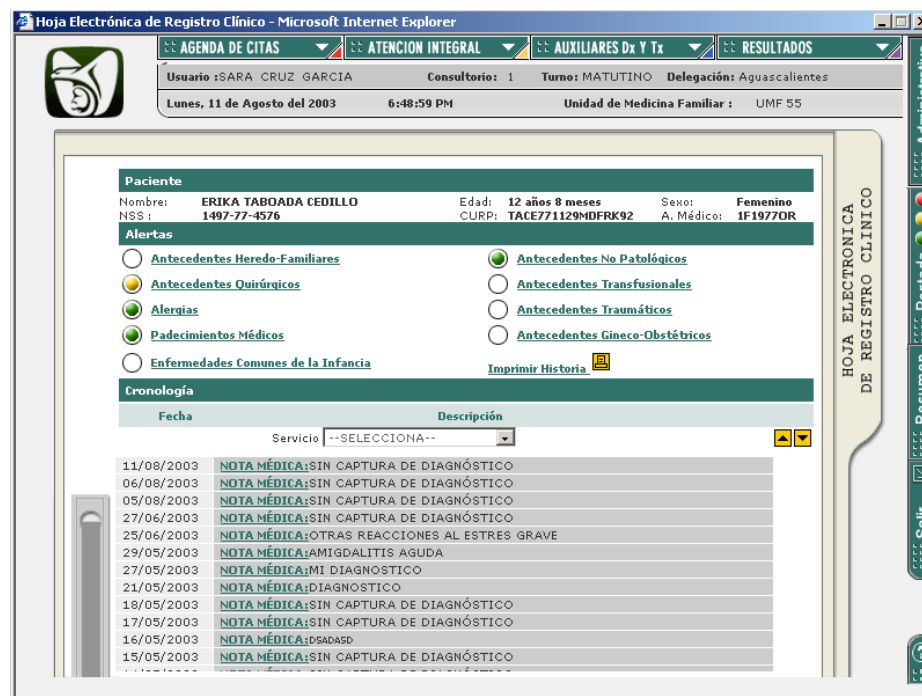 Hoja Electrónica de Registro Clínico - Microsoft Internet Explorer
:: AGENDA DE CITAS :: ATENCION INTEGRAL :: AUXILIARES Dx Y Tx :: RESULTADOS
Usuario :SARA CRUZ GARCIA Consultorio: 1 Turno: MATUTINO Delegación: Aguascalientes
Lunes, 11 de Agosto del 2003 6:48:59 PM Unidad de Medicina Familiar : UMF 55
Paciente
Nombre: ERIKA TABOADA CEDILLO Edad: 12 años 8 meses Sexo: Femenino
NSS : 1497-77-4576 CURP: TACE771129MDFRK92 A. Médico: 1F1977OR
Alertas
Antecedentes Heredo-Familiares Antecedentes No Patológicos
Antecedentes Quirúrgicos Antecedentes Transfusionales
Alergias Antecedentes Traumáticos
Padecimientos Médicos Antecedentes Gineco-Obstétricos
Enfermedades Comunes de la Infancia Imprimir Historia
Cronología
Fecha Descripción
Servicio --SELECCIONA--
11/08/2003 NOTA MÉDICA:SIN CAPTURA DE DIAGNÓSTICO
06/08/2003 NOTA MÉDICA:SIN CAPTURA DE DIAGNÓSTICO
05/08/2003 NOTA MÉDICA:SIN CAPTURA DE DIAGNÓSTICO
27/06/2003 NOTA MÉDICA:SIN CAPTURA DE DIAGNÓSTICO
25/06/2003 NOTA MÉDICA:OTRAS REACCIONES AL ESTRES GRAVE
29/05/2003 NOTA MÉDICA:AMIGDALITIS AGUDA
27/05/2003 NOTA MÉDICA:MI DIAGNOSTICO
21/05/2003 NOTA MÉDICA:DIAGNOSTICO
18/05/2003 NOTA MÉDICA:SIN CAPTURA DE DIAGNÓSTICO
17/05/2003 NOTA MÉDICA:SIN CAPTURA DE DIAGNÓSTICO
16/05/2003 NOTA MÉDICA:DSADASD
15/05/2003 NOTA MÉDICA:SIN CAPTURA DE DIAGNÓSTICO
HOJA ELECTRONICA
DE REGISTRO CLINICO
Portada
Resumen
Salir